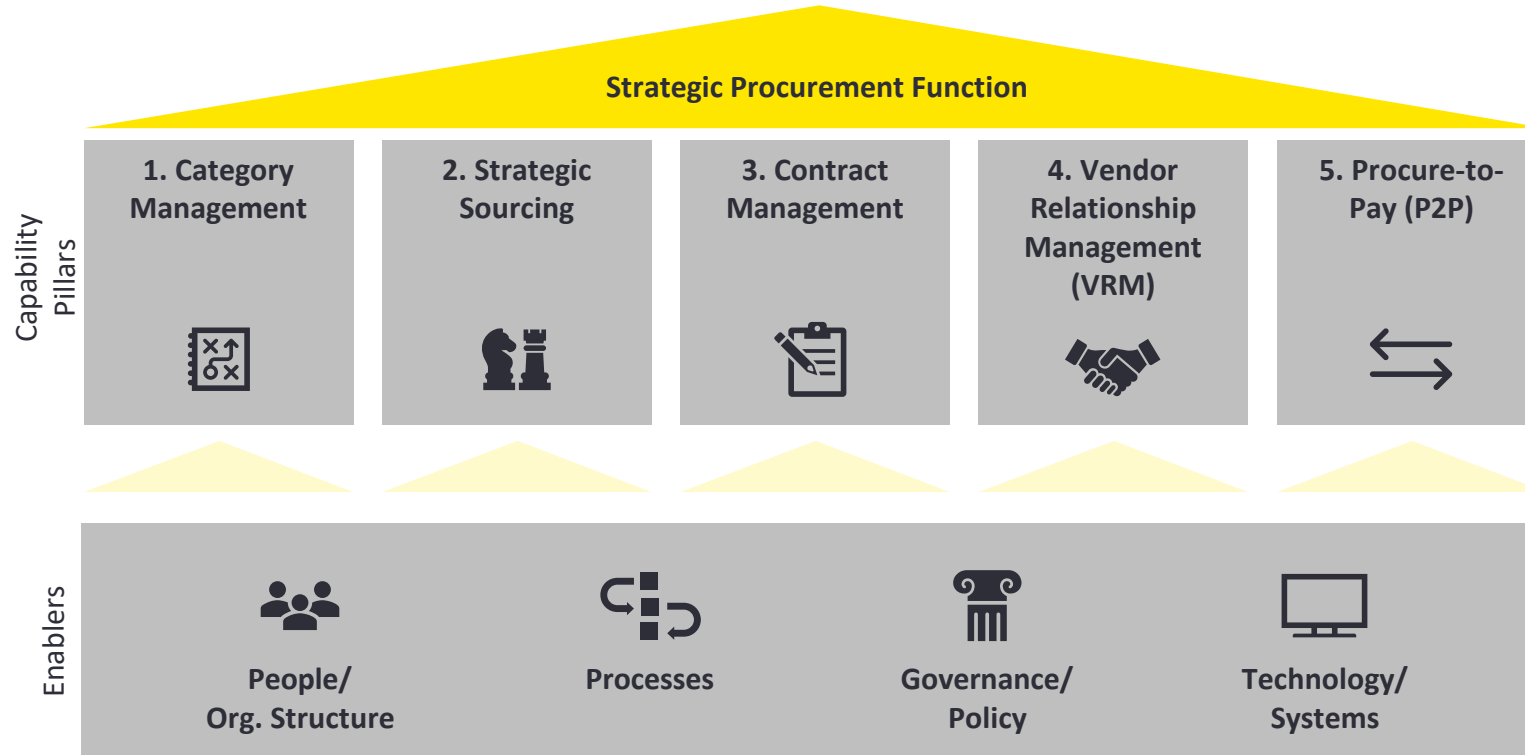 Strategic Procurement Function
Capability
Pillars
1. Category
Management
2. Strategic
Sourcing
3. Contract
Management
4. Vendor
Relationship
Management
(VRM)
5. Procure-to-
Pay (P2P)
Enablers
People/
Org. Structure
Processes
Governance/
Policy
Technology/
Systems